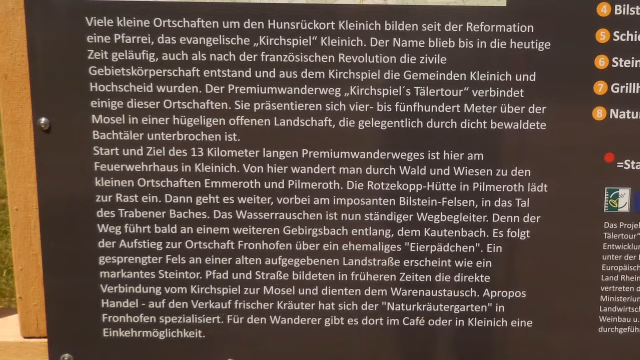 Viele kleine Ortschaften um den Hunsrückort Kleinich bilden seit der Reformation
eine Pfarrei, das evangelische „Kirchspiel“ Kleinich. Der Name blieb bis in die heutige
Zeit geläufig, auch als nach der französischen Revolution die zivile
Gebietskörperschaft entstand und aus dem Kirchspiel die Gemeinden Kleinich und
Hochscheid wurden. Der Premiumwanderweg „Kirchspiel´s Tälertour“ verbindet
einige dieser Ortschaften. Sie präsentieren sich vier- bis fünfhundert Meter über der
Mosel in einer hügeligen offenen Landschaft, die gelegentlich durch dicht bewaldete
Bachtäler unterbrochen ist.
Start und Ziel des 13 Kilometer langen Premiumwanderweges ist hier am
Feuerwehrhaus in Kleinich. Von hier wandert man durch Wald und Wiesen zu den
kleinen Ortschaften Emmeroth und Pilmeroth. Die Rotzekopp-Hütte in Pilmeroth lädt
zur Rast ein. Dann geht es weiter, vorbei am imposanten Bilstein-Felsen, in das Tal
des Trabener Baches. Das Wasserrauschen ist nun ständiger Wegbegleiter. Denn der
Weg führt bald an einem weiteren Gebirgsbach entlang, dem Kautenbach. Es folgt
der Aufstieg zur Ortschaft Fronhofen über ein ehemaliges "Eierpädchen". Ein
gesprengter Fels an einer alten aufgegebenen Landstraße erscheint wie ein
markantes Steintor. Pfad und Straße bildeten in früheren Zeiten die direkte
Verbindung vom Kirchspiel zur Mosel und dienten dem Warenaustausch. Apropos
Handel - auf den Verkauf frischer Kräuter hat sich der "Naturkräutergarten" in
Fronhofen spezialisiert. Für den Wanderer gibt es dort im Café oder in Kleinich eine
Einkehrmöglichkeit.
4 Bilst
5 Schie
6 Stein
7 Grillh
8 Natur
=Sta
Das Projek
Tälertour"
Entwicklun
unter der
Europäisch
Land Rhein
vertreten d
Ministerium
Landwirtsch
Weinbau u.
durchgeführ